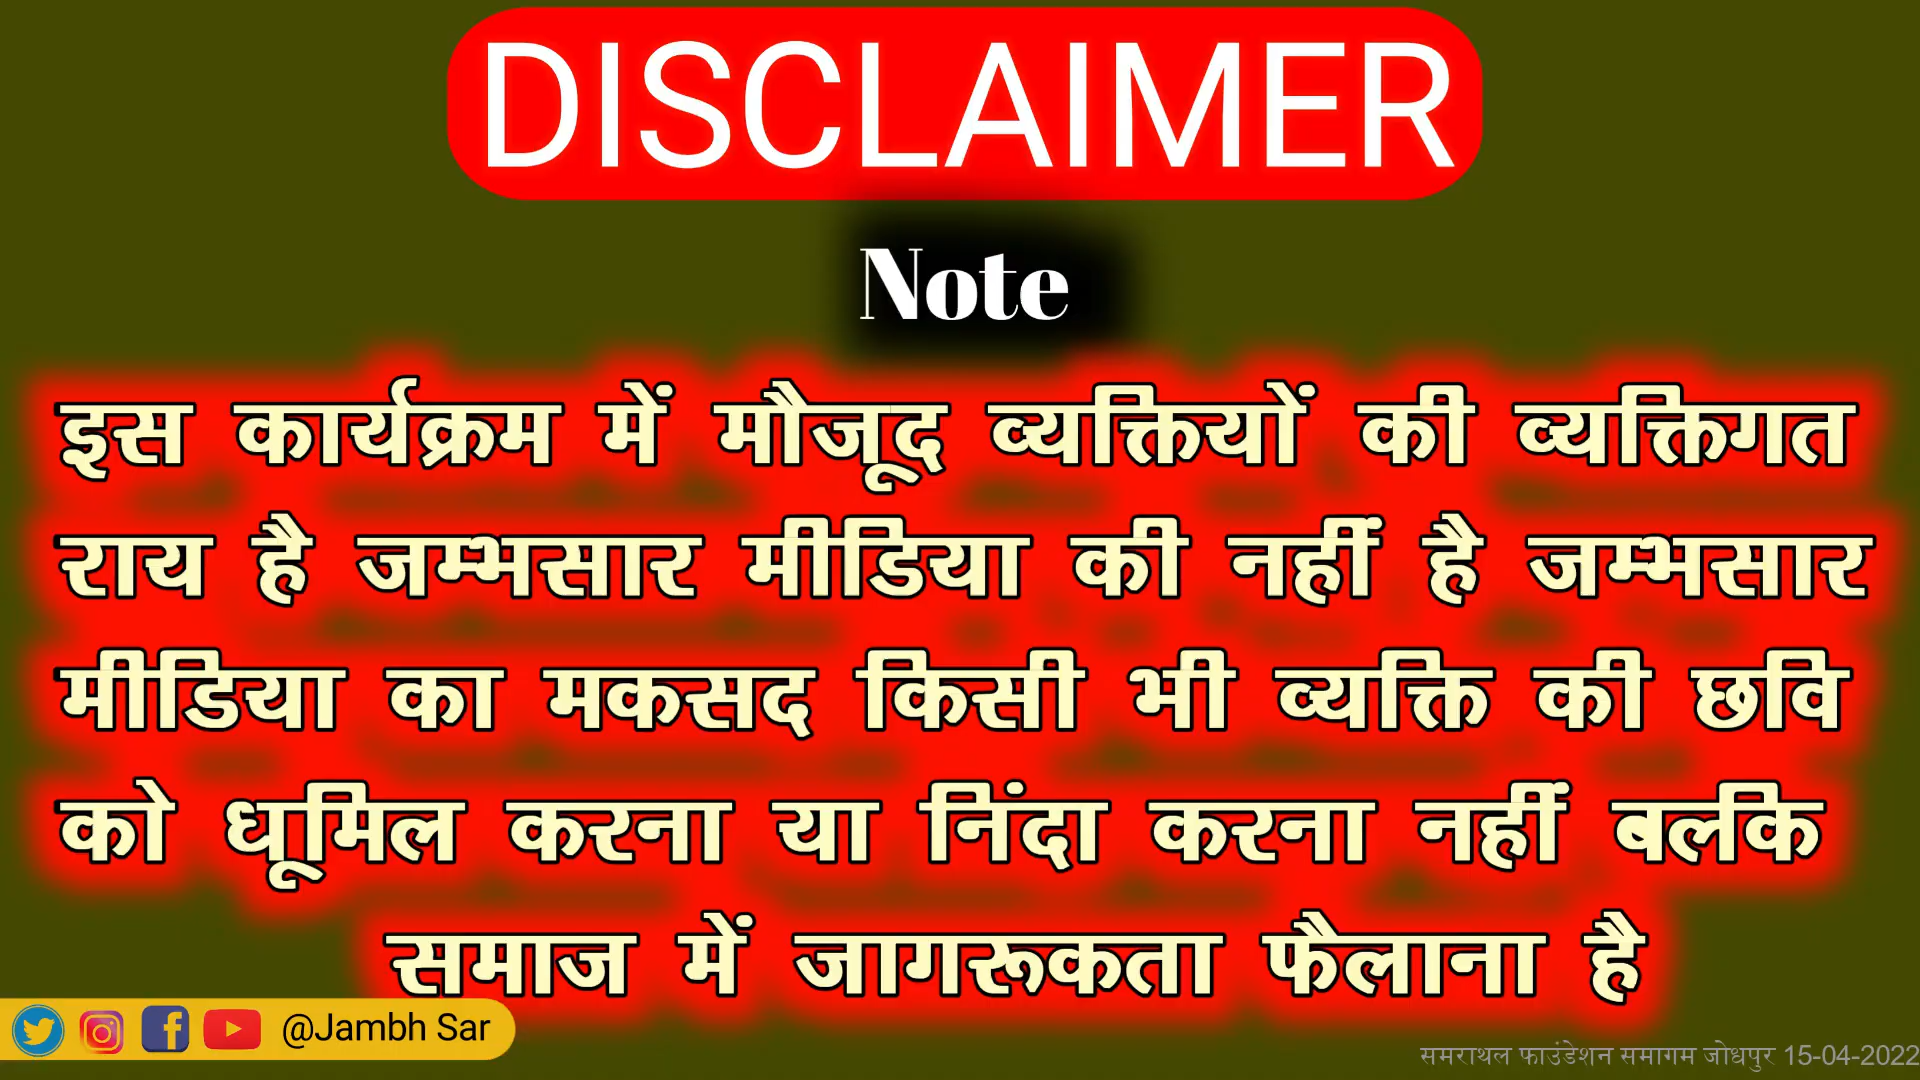 DISCLAIMER
Note
इस कार्यक्रम में मौजूद व्यक्तियों की व्यक्तिगत
राय है जम्भसार मीडिया की नहीं है जम्भसार
मीडिया का मकसद किसी भी व्यक्ति की छवि
को धूमिल करना या निंदा करना नहीं बलकि
समाज में जागरूकता फैलाना है
@Jambh Sar
समराथल फाउंडेशन समागम जोधपुर 15-04-2022